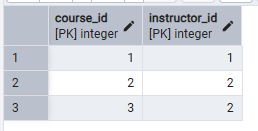 course_id instructor_id
[PK] integer [PK] integer
1 1 1
2 2 2
3 3 2